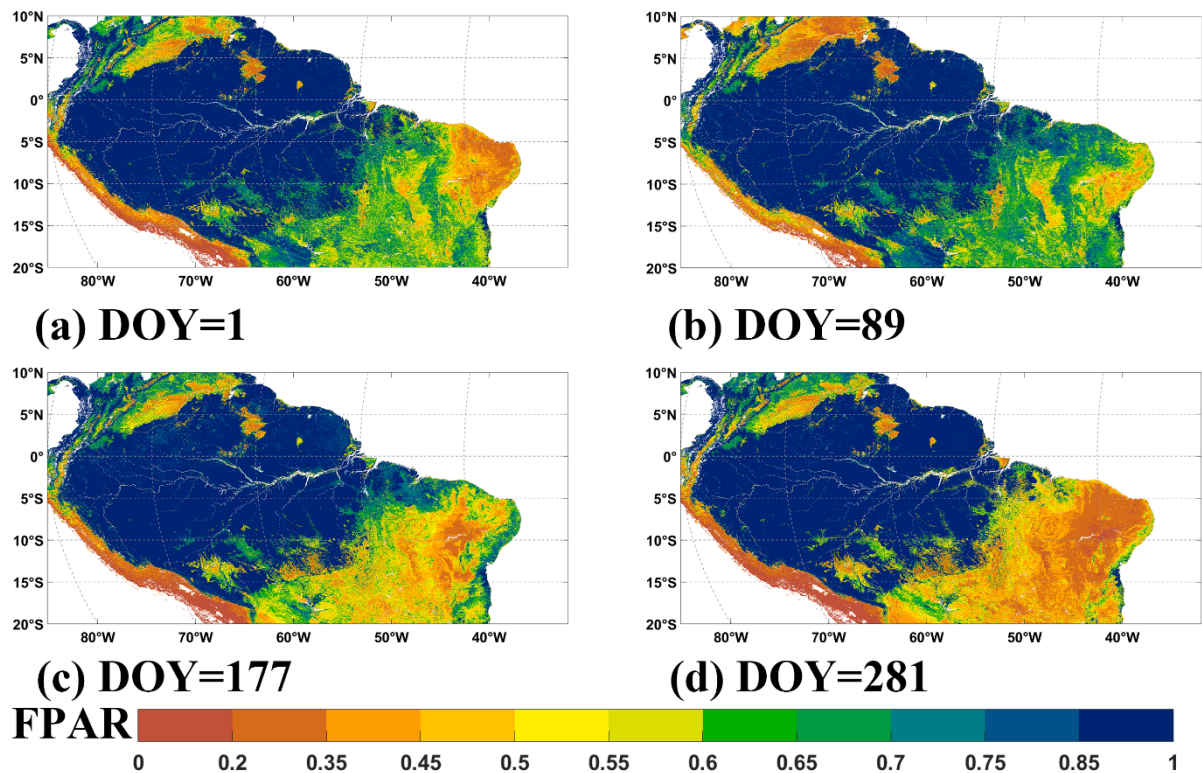 10°N
5°N
0°
5°S
10°S
15°S
20°S
80°W 70°W 60°W 50°W 40°W
(a) DOY=1
10°N
5°N
0°
5°S
10°S
15°S
20°S
80°W 70°W 60°W 50°W 40°W
(b) DOY=89
10°N
5°N
0°
5°S
10°S
15°S
20°S
80°W 70°W 60°W 50°W 40°W
(c) DOY=177
10°N
5°N
0°
5°S
10°S
15°S
20°S
80°W 70°W 60°W 50°W 40°W
(d) DOY=281
FPAR
0 0.2 0.35 0.45 0.5 0.55 0.6 0.65 0.7 0.75 0.85 1